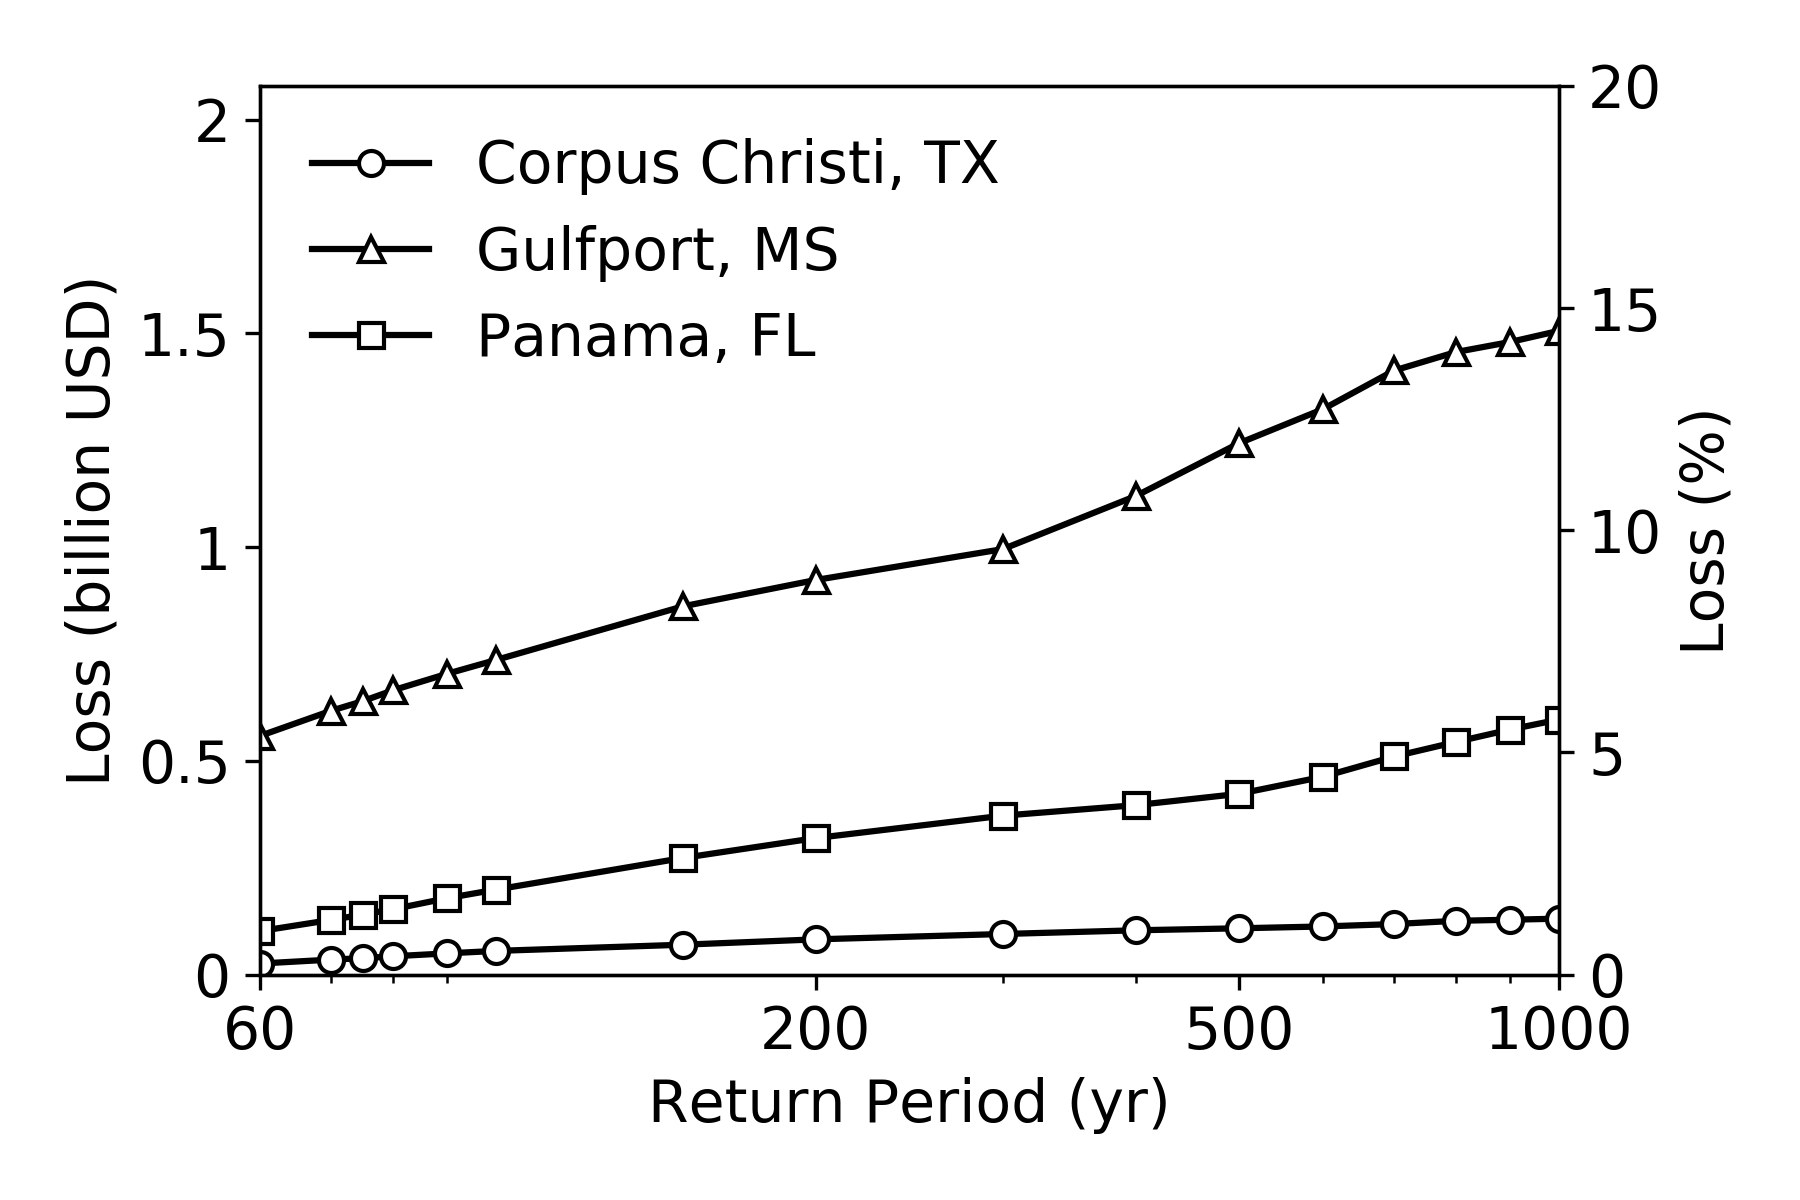 2
1.5
1
0.5
0
Loss (billion USD)
20
15
10
5
0
Loss (%)
Corpus Christi, TX
Gulfport, MS
Panama, FL
60 200 500 1000
Return Period (yr)